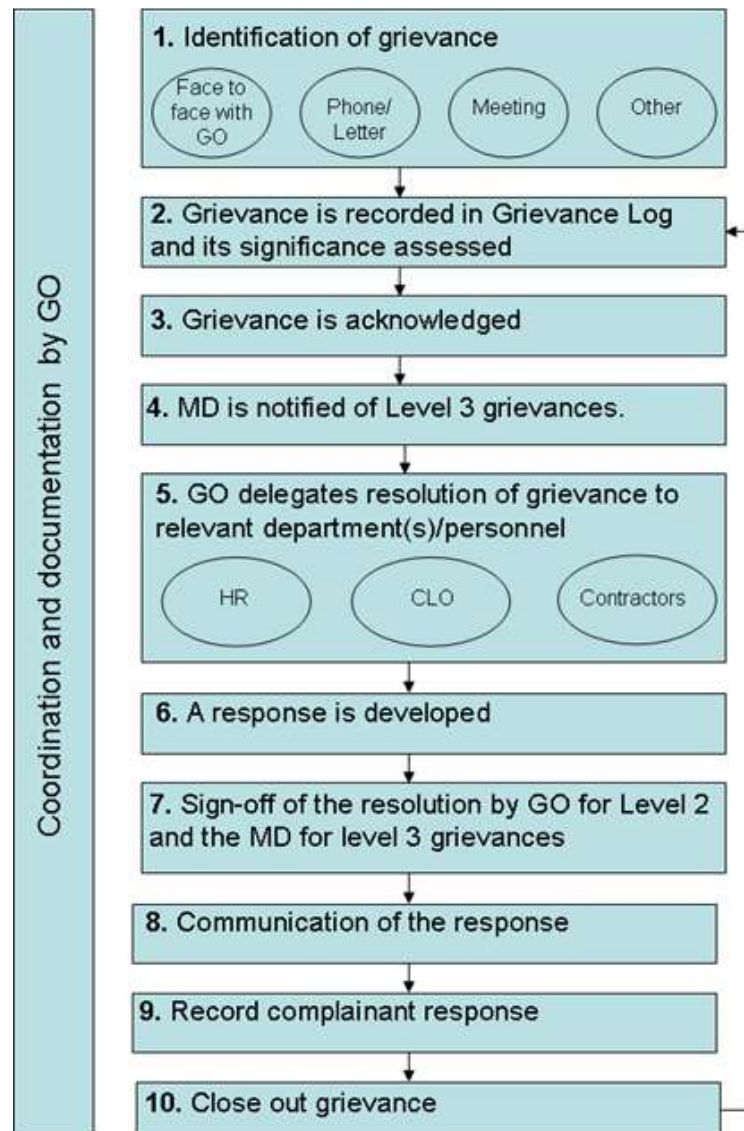 Coordination and documentation by GO
1. Identification of grievance
Face to
face with
GO
Phone/
Letter
Meeting
Other
2. Grievance is recorded in Grievance Log
and its significance assessed
3. Grievance is acknowledged
4. MD is notified of Level 3 grievances.
5. GO delegates resolution of grievance to
relevant department(s)/personnel
HR
CLO
Contractors
6. A response is developed
7. Sign-off of the resolution by GO for Level 2
and the MD for level 3 grievances
8. Communication of the response
9. Record complainant response
10. Close out grievance